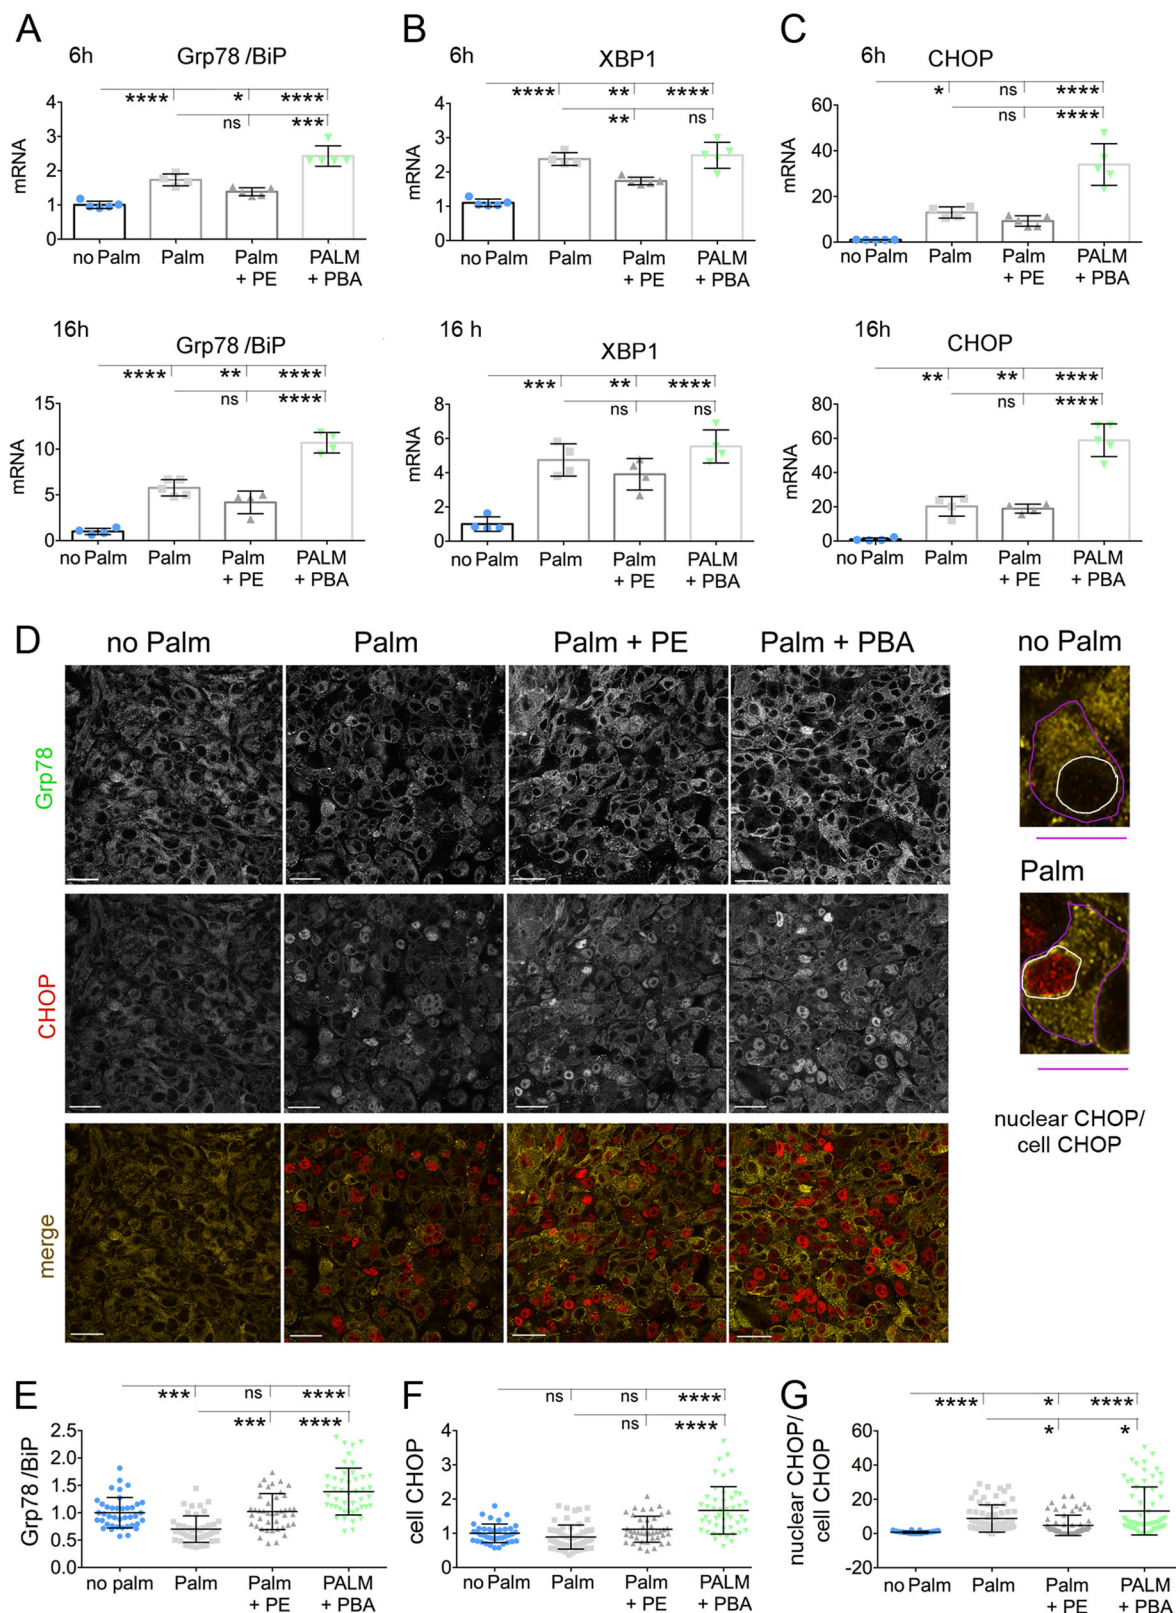 A
B
C
6h
Grp78 /BiP
6h
XBP1
6h
CHOP
**** * ****
ns ***
**** ** ****
** ns
* ns ****
ns ****
mRNA
4
3
2
1
0
no Palm Palm Palm + PE PALM + PBA
mRNA
4
3
2
1
0
no Palm Palm Palm + PE PALM + PBA
mRNA
60
40
20
0
no Palm Palm Palm + PE PALM + PBA
16h
Grp78 /BiP
16 h
XBP1
16h
CHOP
**** ** ****
ns ****
*** ** ****
ns ns
** ** ****
ns ****
mRNA
15
10
5
0
no Palm Palm Palm + PE PALM + PBA
mRNA
8
6
4
2
0
no Palm Palm Palm + PE PALM + PBA
mRNA
80
60
40
20
0
no Palm Palm Palm + PE PALM + PBA
D
no Palm Palm Palm + PE Palm + PBA
no Palm
Grp78
Palm
CHOP
nuclear CHOP/
cell CHOP
merge
E
F
G
*** ns ****
*** ****
ns ns ****
ns ****
**** * ****
* *
Grp78 /BiP
2.5
2.0
1.5
1.0
0.5
0.0
no palm Palm Palm + PE PALM + PBA
cell CHOP
4
3
2
1
0
no Palm Palm Palm + PE PALM + PBA
nuclear CHOP/
cell CHOP
60
40
20
0
-20
no Palm Palm Palm + PE PALM + PBA